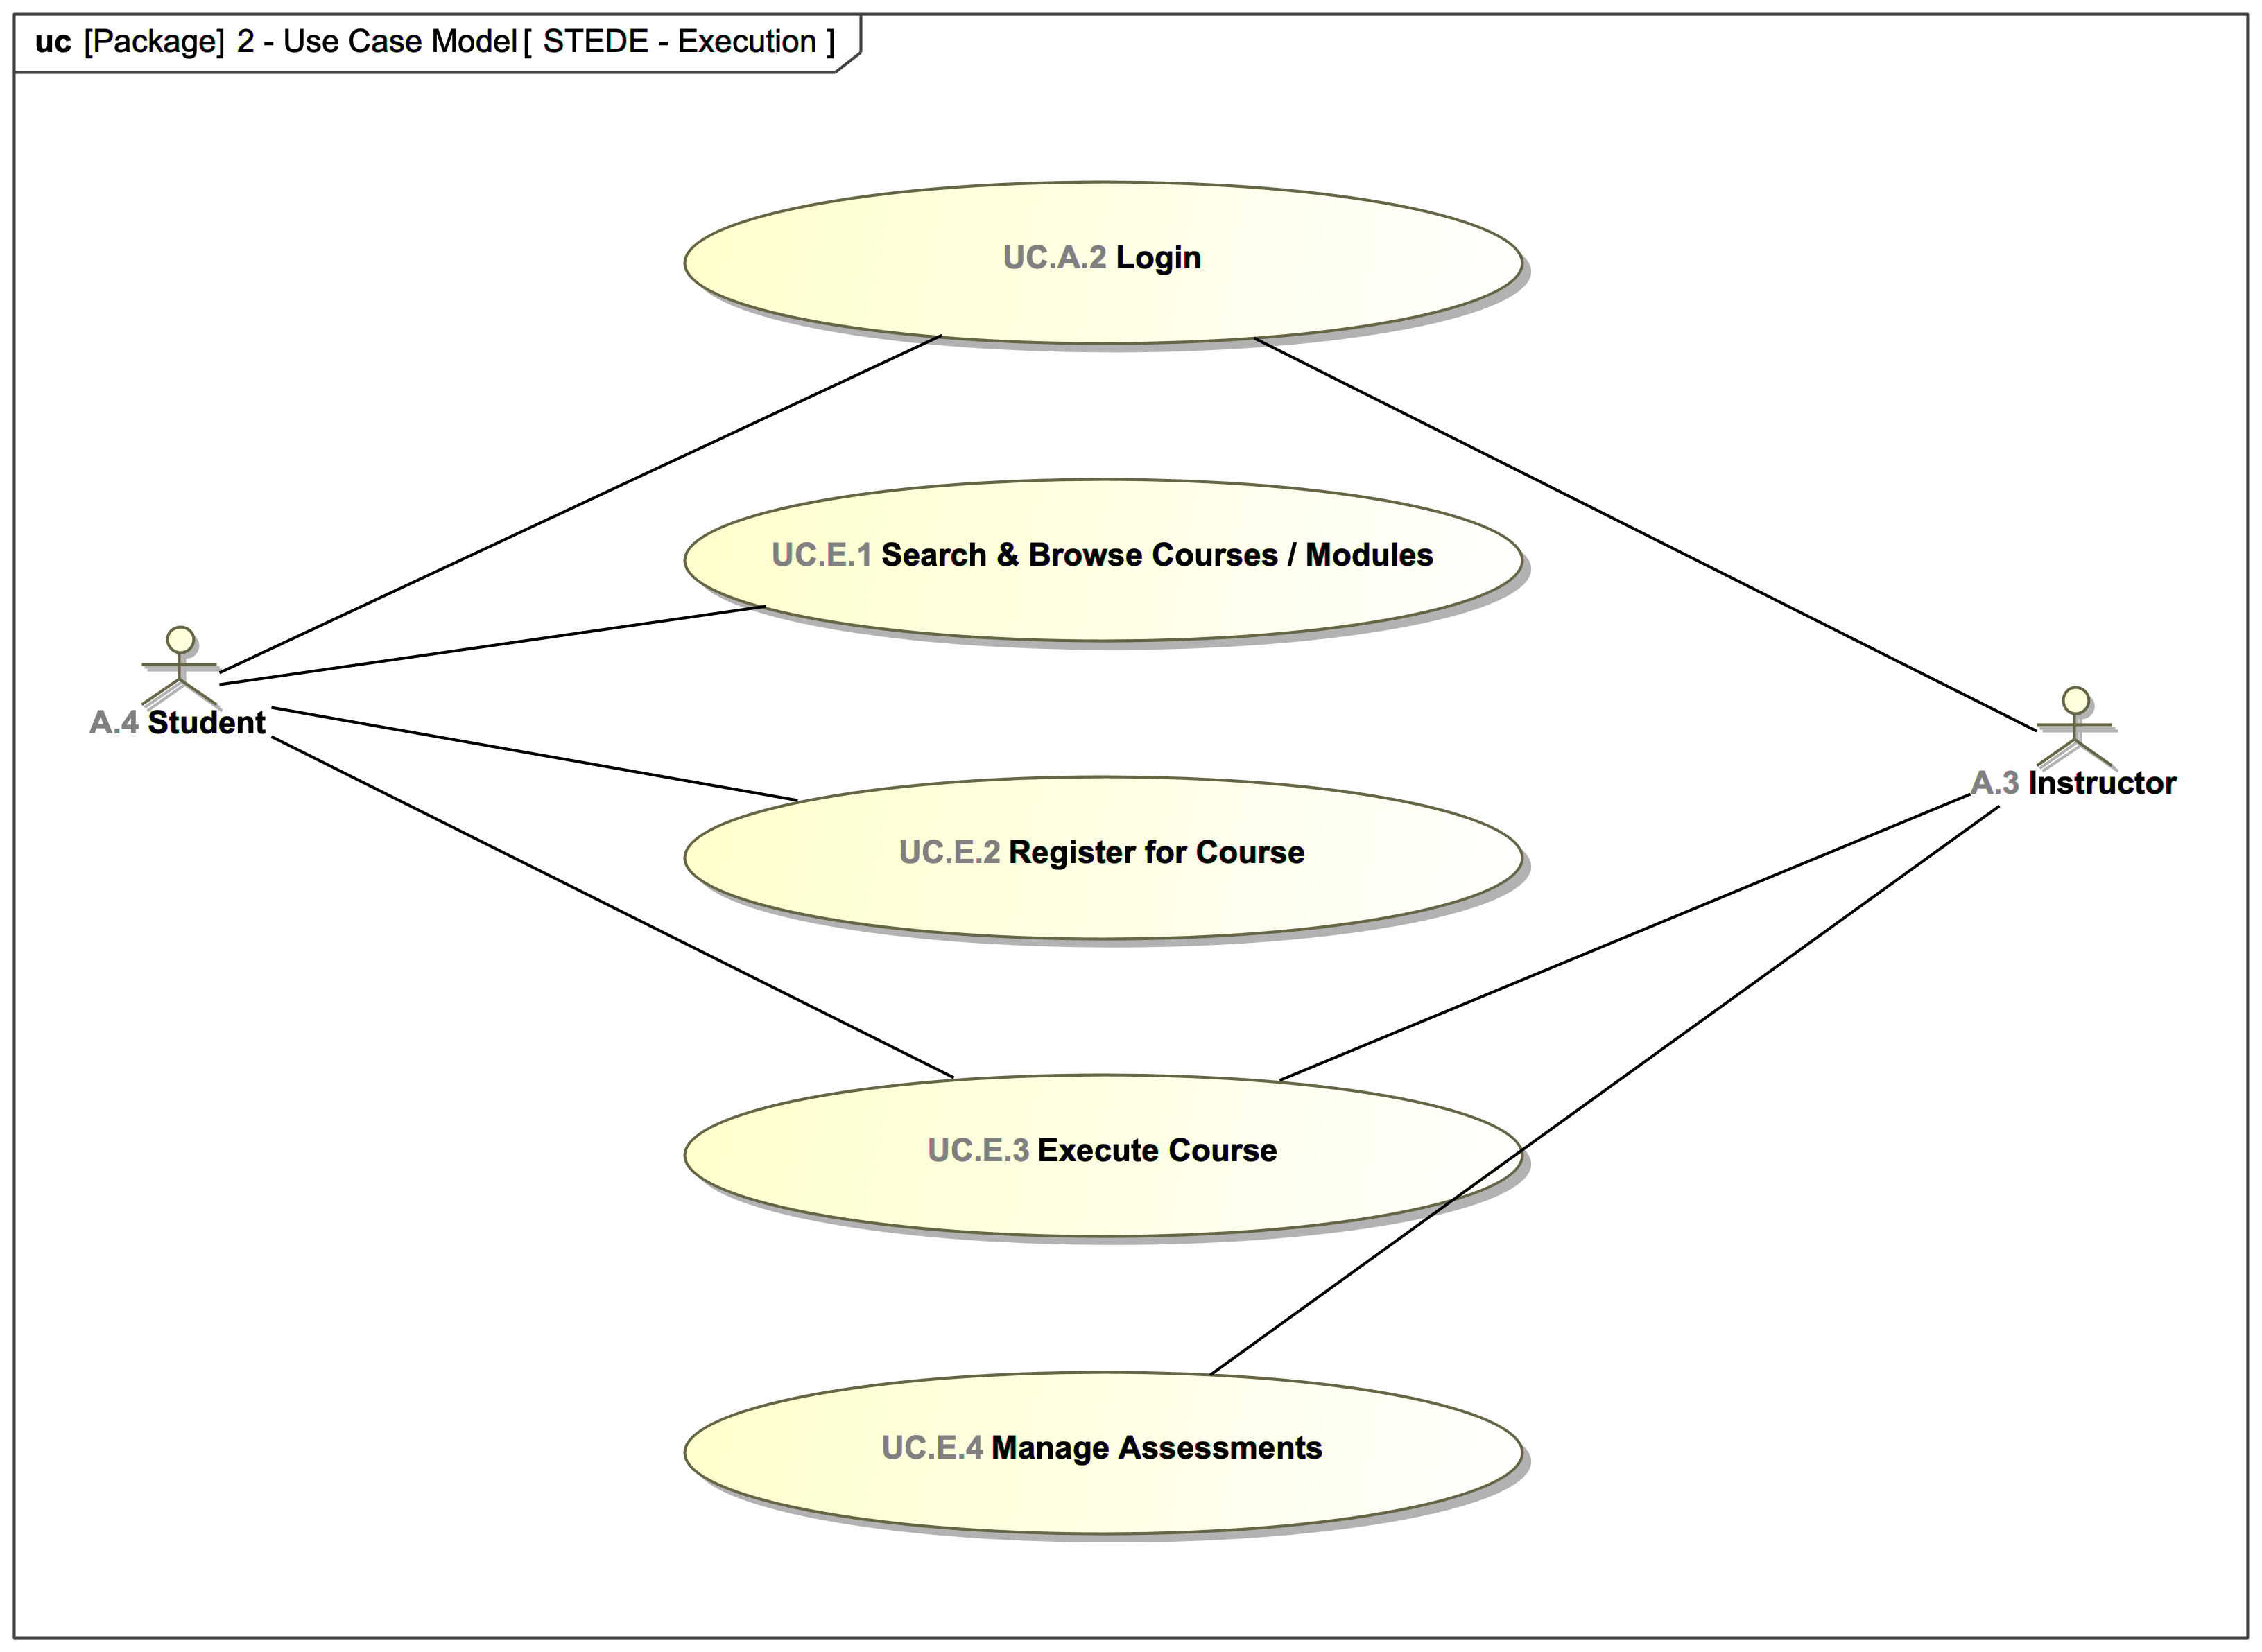 uc [Package] 2 - Use Case Model [ STEDE - Execution ]
UC.A.2 Login
UC.E.1 Search & Browse Courses / Modules
A.4 Student
A.3 Instructor
UC.E.2 Register for Course
UC.E.3 Execute Course
UC.E.4 Manage Assessments